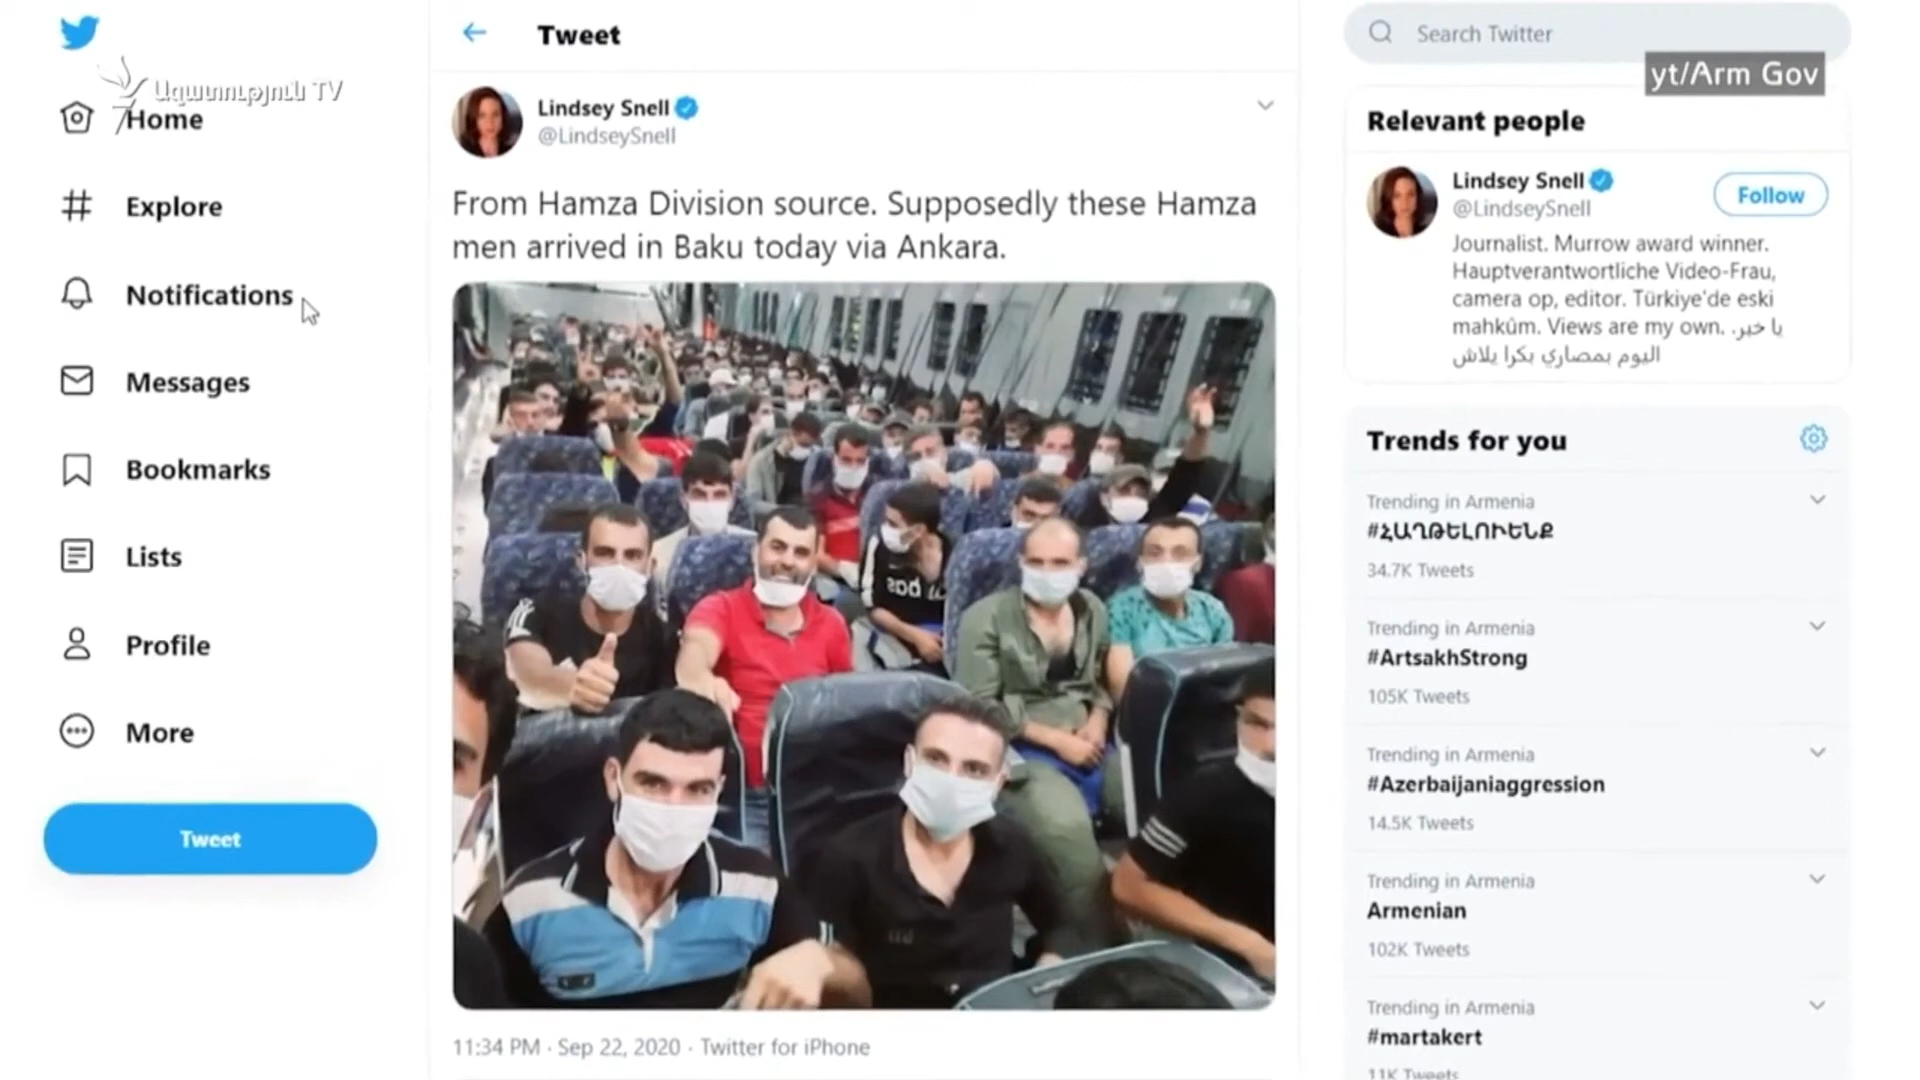 Ազատություն TV
Home
Explore
Notifications
Messages
Bookmarks
Lists
Profile
More
Tweet
Tweet
Lindsey Snell
@LindseySnell
From Hamza Division source. Supposedly these Hamza
men arrived in Baku today via Ankara.
11:34 PM · Sep 22, 2020 · Twitter for iPhone
Search Twitter
yt/Arm Gov
Relevant people
Lindsey Snell
@LindseySnell
Follow
Journalist. Murrow award winner.
Hauptverantwortliche Video-Frau,
camera op, editor. Türkiye'de eski
mahkûm. Views are my own. يا خبر.
اليوم بمصاري بكرا يلاش
Trends for you
Trending in Armenia
#ՀԱՂԹԵԼՈՒԵՆՔ
34.7K Tweets
Trending in Armenia
#ArtsakhStrong
105K Tweets
Trending in Armenia
#Azerbaijaniaggression
14.5K Tweets
Trending in Armenia
Armenian
102K Tweets
Trending in Armenia
#martakert
11K Tweets